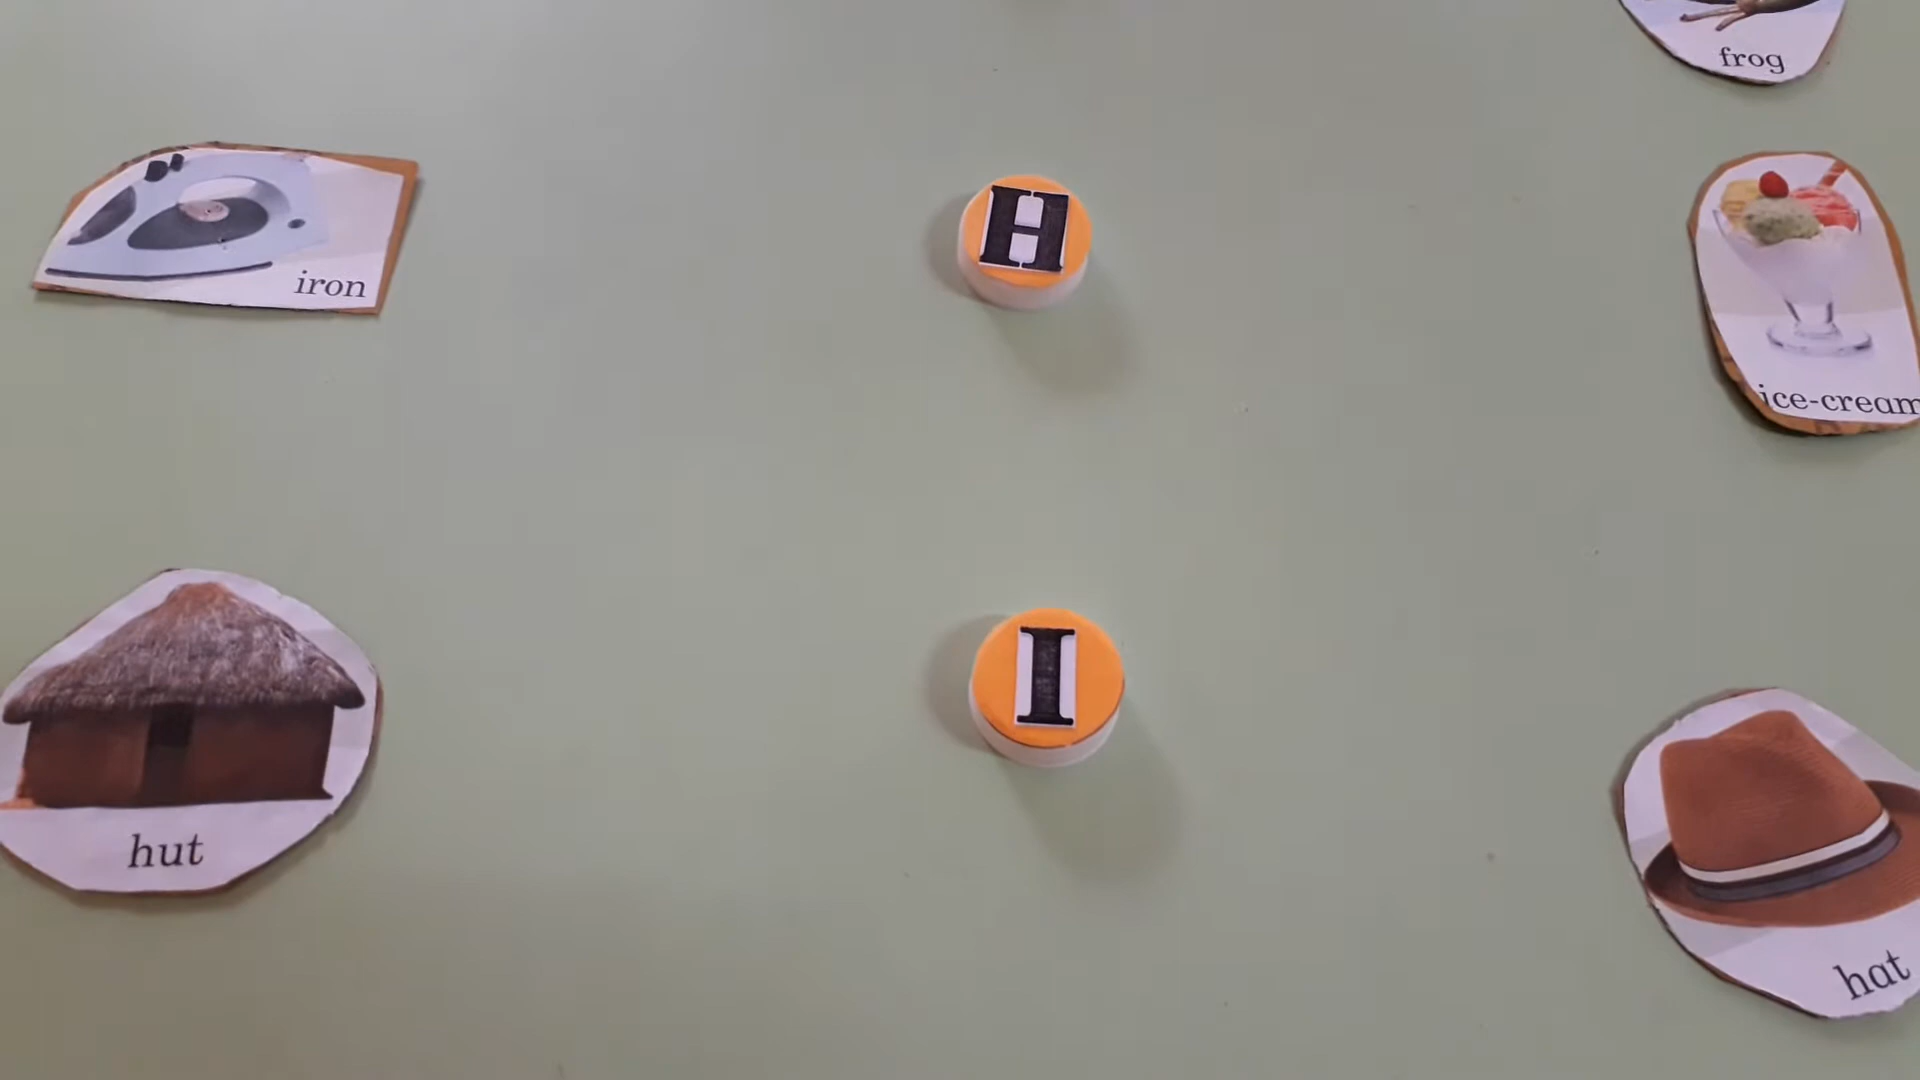 frog
iron
H
ice-cream
I
hut
hat